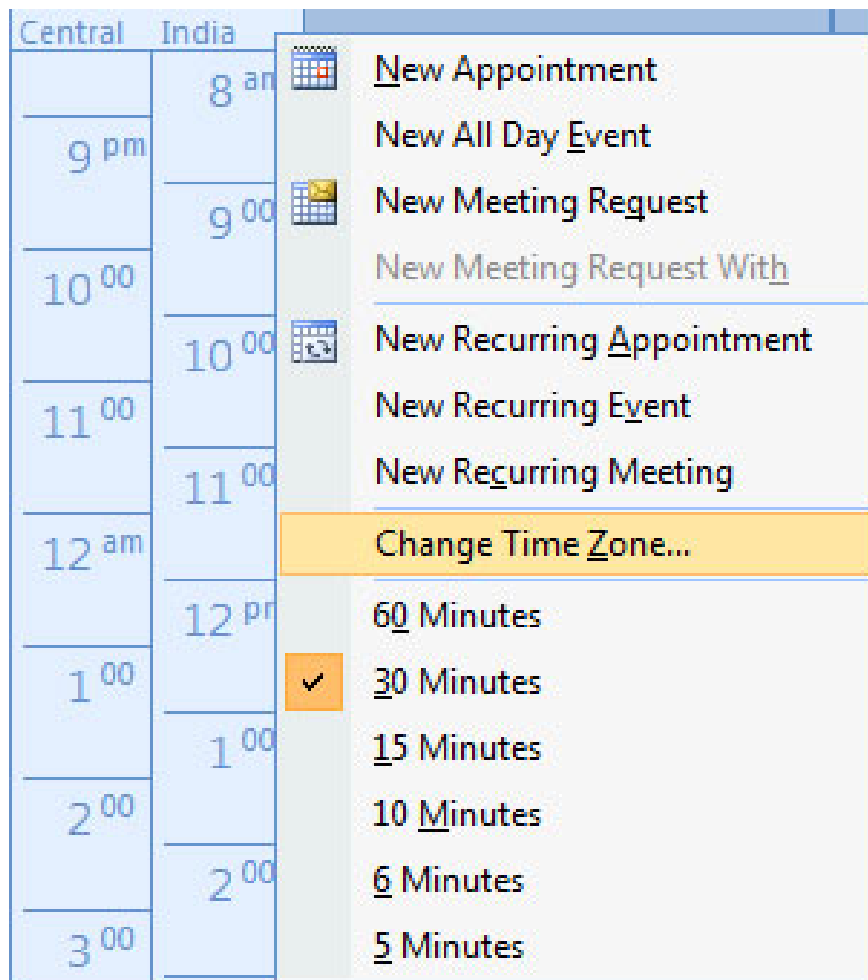 Central India
8
9 pm
9 00
10 00
10 00
11 00
11 00
12 am
12
1 00
1 00
2 00
2 00
3 00
New Appointment
New All Day Event
New Meeting Request
New Meeting Request With
New Recurring Appointment
New Recurring Event
New Recurring Meeting
Change Time Zone...
60 Minutes
30 Minutes
15 Minutes
10 Minutes
6 Minutes
5 Minutes